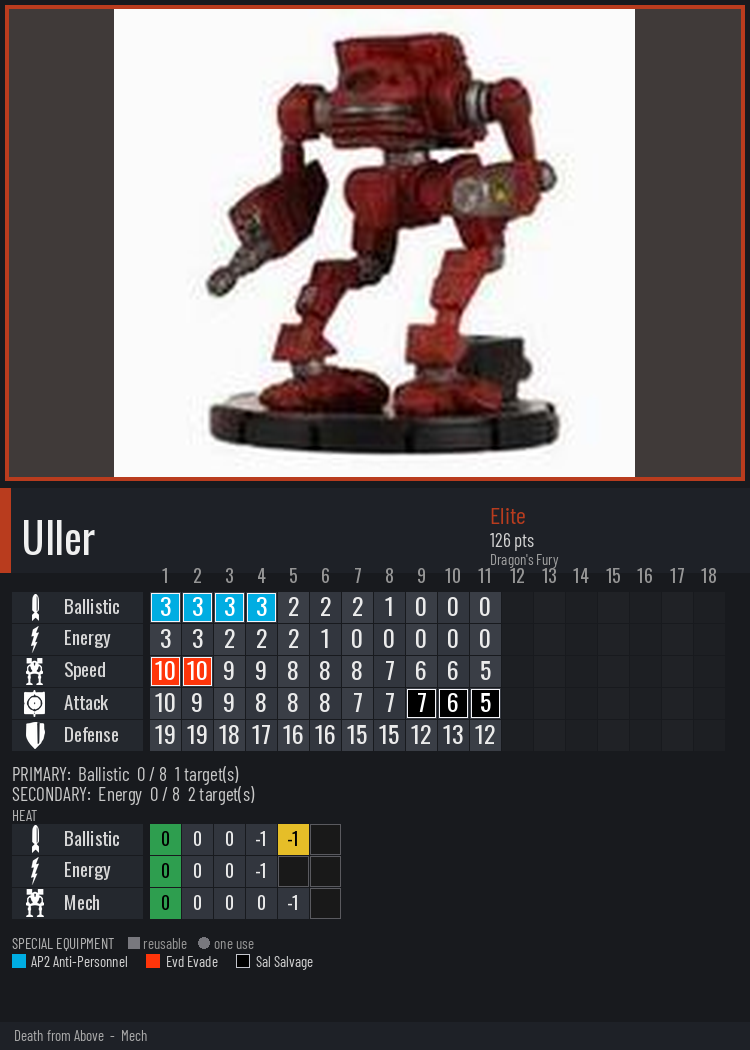 Uller
Elite
126 pts
Dragon's Fury
1 2 3 4 5 6 7 8 9 10 11 12 13 14 15 16 17 18
Ballistic 3 3 3 3 2 2 2 1 0 0 0
Energy 3 3 2 2 2 1 0 0 0 0 0
Speed 10 10 9 9 8 8 8 7 6 6 5
Attack 10 9 9 8 8 8 7 7 7 6 5
Defense 19 19 18 17 16 16 15 15 12 13 12
PRIMARY: Ballistic 0 / 8 1 target(s)
SECONDARY: Energy 0 / 8 2 target(s)
HEAT
Ballistic 0 0 0 -1 -1
Energy 0 0 0 -1
Mech 0 0 0 0 -1
SPECIAL EQUIPMENT reusable one use
AP2 Anti-Personnel Evd Evade Sal Salvage
Death from Above - Mech